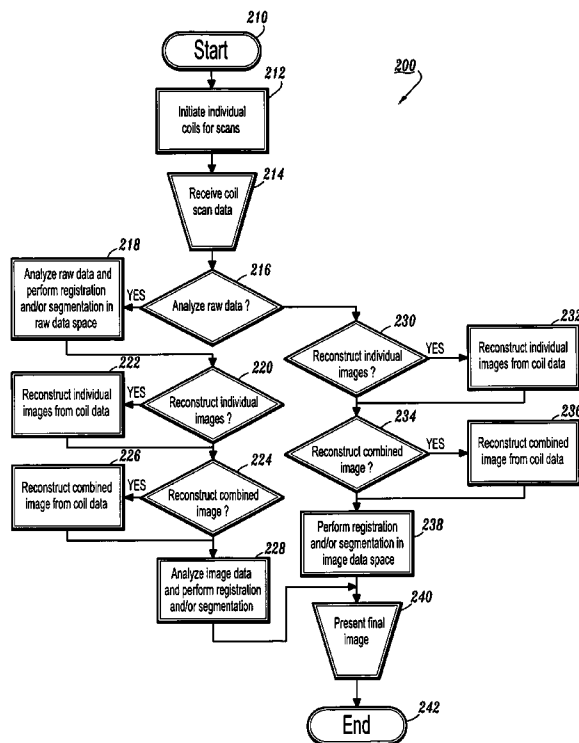 210
Start
200
212
Initiate individual
coils for scans
214
Receive coil
scan data
218
216
Analyze raw data and
perform registration
and/or segmentation in
raw data space
YES
Analyze raw data ?
230
232
Reconstruct individual
images ?
YES
Reconstruct individual
images from coil data
222
220
Reconstruct individual
images from coil data
YES
Reconstruct individual
images ?
234
236
Reconstruct combined
image ?
YES
Reconstruct combined
image from coil data
226
224
Reconstruct combined
image from coil data
YES
Reconstruct combined
image ?
238
Perform registration
and/or segmentation in
image data space
228
Analyze image data
and perform registration
and/or segmentation
240
Present final
image
242
End